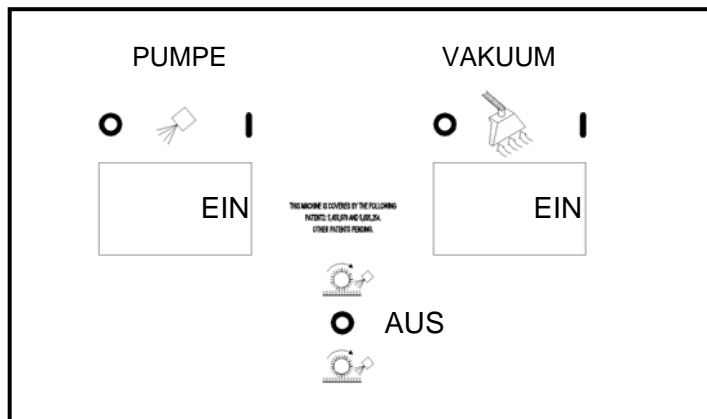 PUMPE
VAKUUM
EIN
EIN
THIS MACHINE IS COVERED BY THE FOLLOWING
OTHER PATENTS PENDING.
AUS